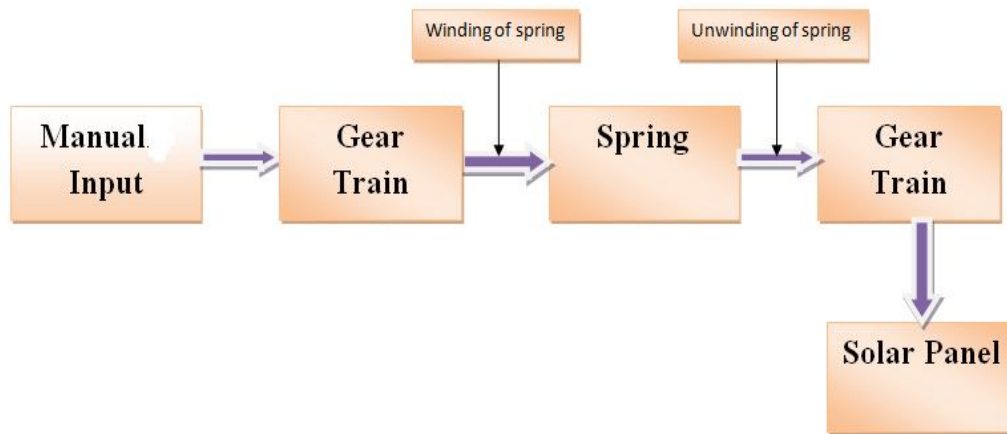 Winding of spring
Unwinding of spring
Manual
Input
Gear
Train
Spring
Gear
Train
Solar Panel